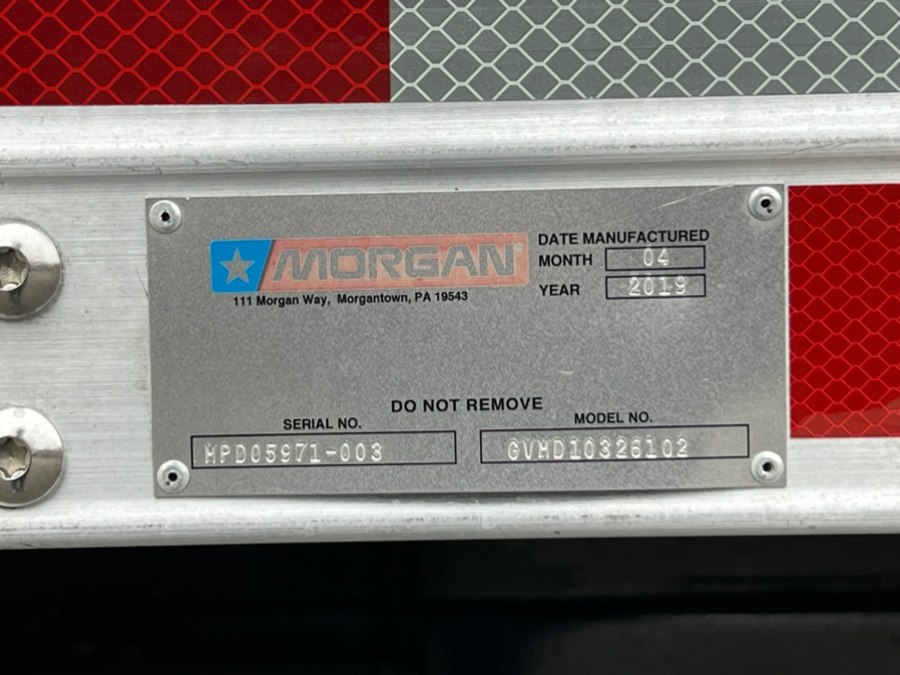 MORGAN
111 Morgan Way, Morgantown, PA 19543
DATE MANUFACTURED
MONTH 04
YEAR 2019
DO NOT REMOVE
SERIAL NO.
MPD05971-003
MODEL NO.
GVMD10326102